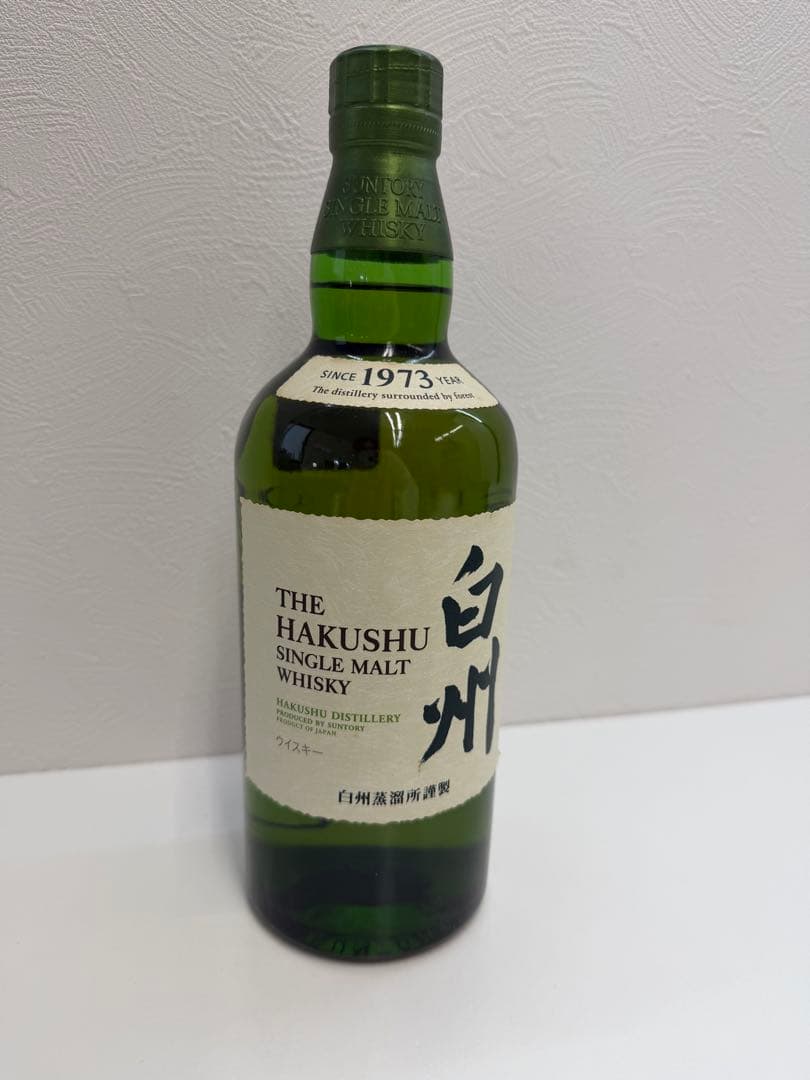 SUNTORY
SINGLE MALT
WHISKY
SINCE 1973 YEAR
The distillery surrounded by forest
THE
HAKUSHU
SINGLE MALT
WHISKY
HAKUSHU DISTILLERY
PRODUCED BY SUNTORY
PRODUCT OF JAPAN
ウイスキー
白州
白州蒸溜所謹製